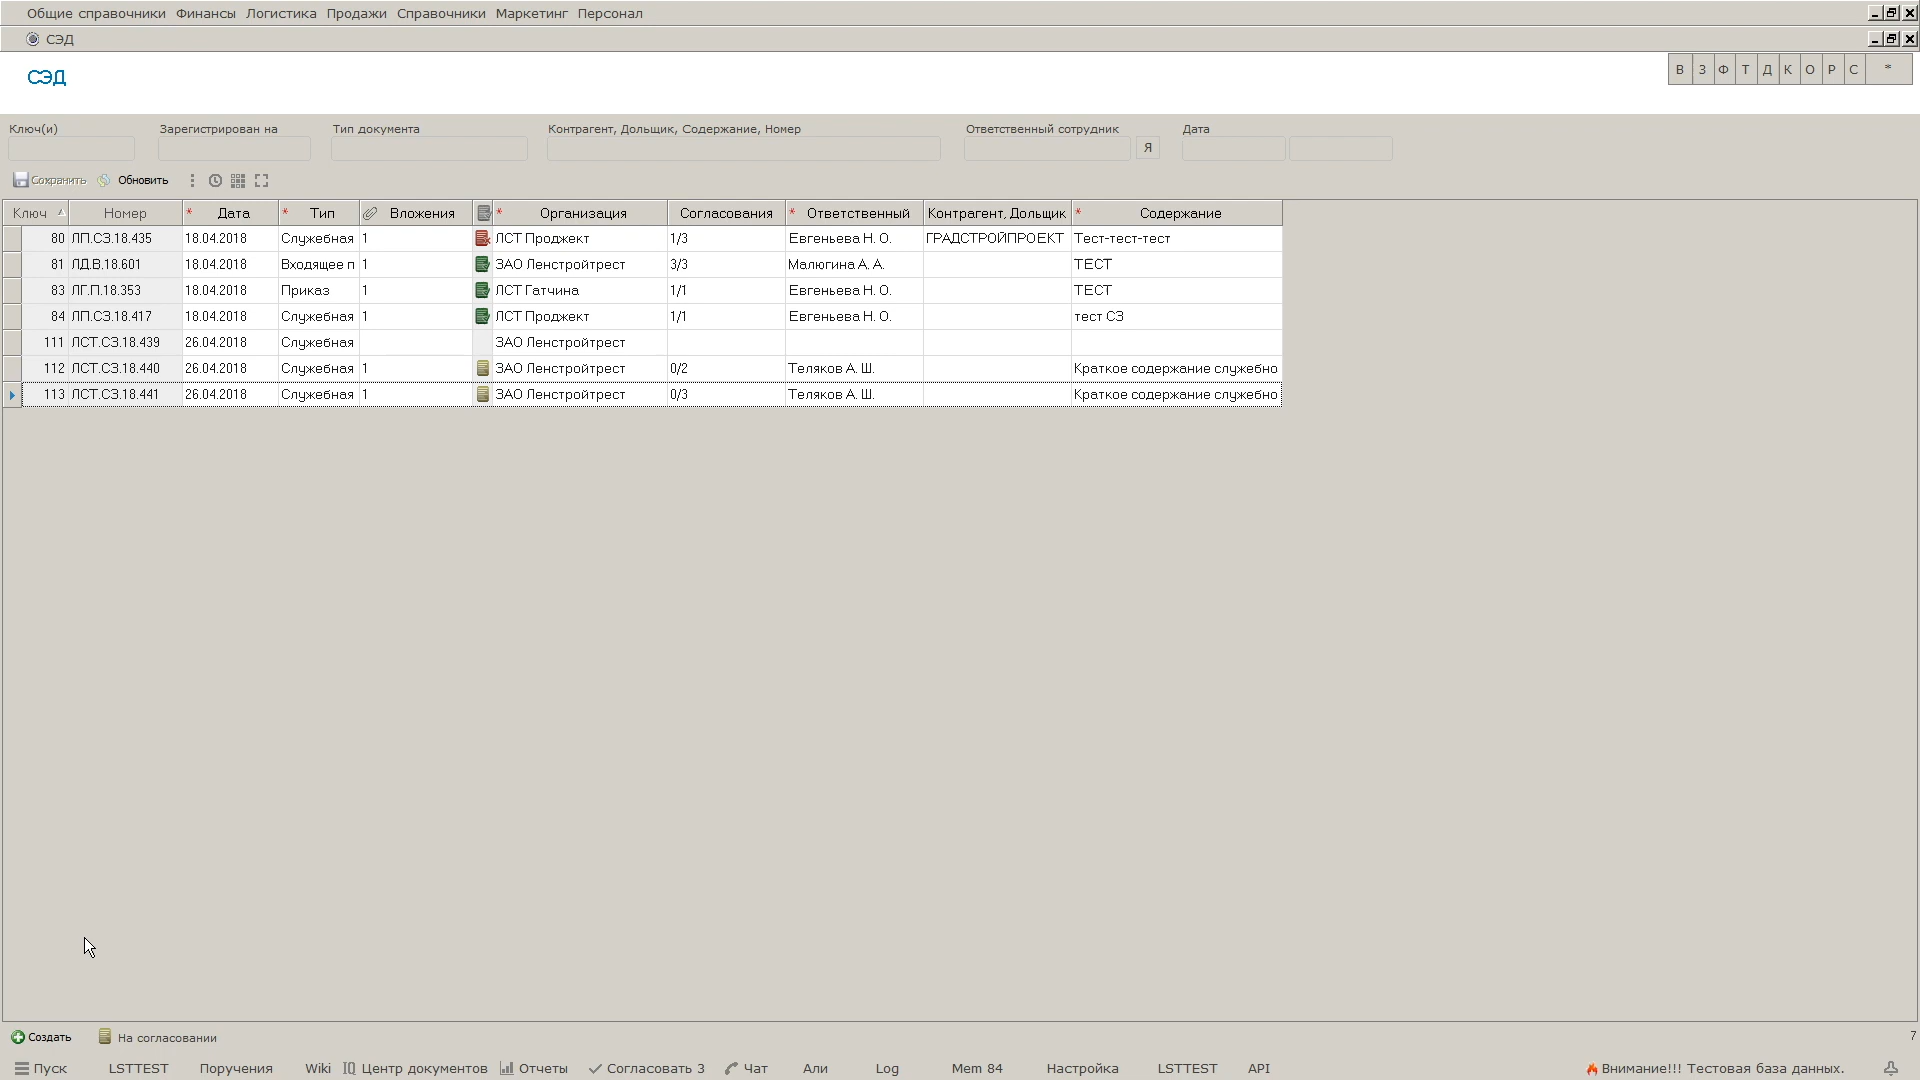 Общие справочники Финансы Логистика Продажи Справочники Маркетинг Персонал
СЭД
СЭД
В З Ф Т Д К О Р С *
Ключ(и) Зарегистрирован на Тип документа Контрагент, Дольщик, Содержание, Номер Ответственный сотрудник Дата
Я
Сохранить Обновить
Ключ Номер * Дата * Тип Вложения * Организация Согласования * Ответственный Контрагент, Дольщик * Содержание
80 ЛП.СЗ.18.435 18.04.2018 Служебная 1 ЛСТ Проджект 1/3 Евгеньева Н. О. ГРАДСТРОЙПРОЕКТ Тест-тест-тест
81 ЛД.В.18.601 18.04.2018 Входящее п 1 ЗАО Ленстройтрест 3/3 Малюгина А. А. ТЕСТ
83 ЛГ.П.18.353 18.04.2018 Приказ 1 ЛСТ Гатчина 1/1 Евгеньева Н. О. ТЕСТ
84 ЛП.СЗ.18.417 18.04.2018 Служебная 1 ЛСТ Проджект 1/1 Евгеньева Н. О. тест СЗ
111 ЛСТ.СЗ.18.439 26.04.2018 Служебная ЗАО Ленстройтрест
112 ЛСТ.СЗ.18.440 26.04.2018 Служебная 1 ЗАО Ленстройтрест 0/2 Теляков А. Ш. Краткое содержание служебно
113 ЛСТ.СЗ.18.441 26.04.2018 Служебная 1 ЗАО Ленстройтрест 0/3 Теляков А. Ш. Краткое содержание служебно
Создать На согласовании 7
Пуск LSTTEST Поручения Wiki IQ Центр документов Отчеты Согласовать 3 Чат Али Log Mem 84 Настройка LSTTEST API Внимание!!! Тестовая база данных.